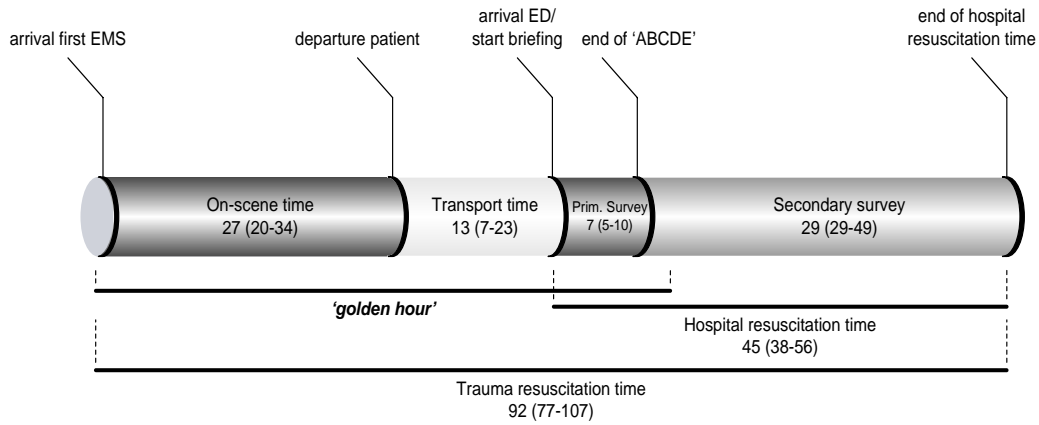 arrival first EMS
departure patient
arrival ED/
start briefing
end of ‘ABCDE’
end of hospital
resuscitation time
On-scene time
27 (20-34)
Transport time
13 (7-23)
Prim. Survey
7 (5-10)
Secondary survey
29 (29-49)
‘golden hour’
Hospital resuscitation time
45 (38-56)
Trauma resuscitation time
92 (77-107)